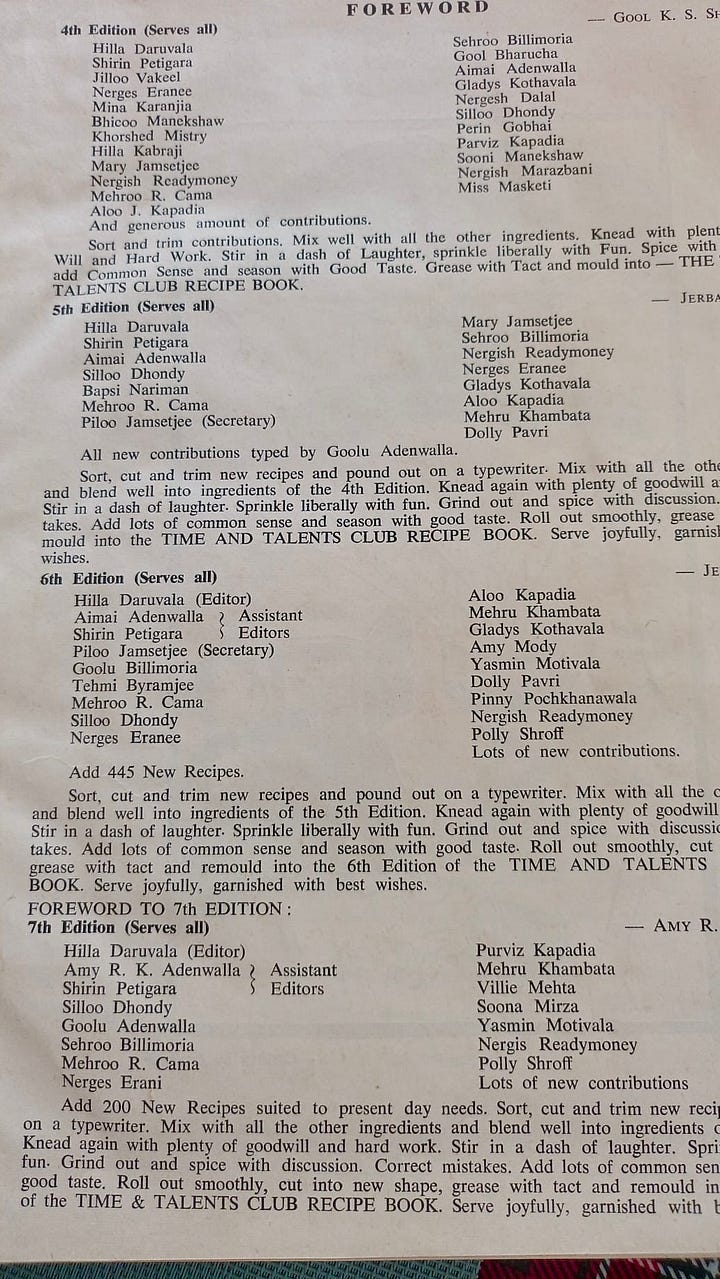 FOREWORD
— GOOL K. S.
4th Edition (Serves all)
Hilla Daruvala
Shirin Petigara
Jilloo Vakeel
Nerges Eranee
Mina Karanjia
Bhicoo Manekshaw
Khorshed Mistry
Hilla Kabraji
Mary Jamsetjee
Nergish Readymoney
Mehroo R. Cama
Aloo J. Kapadia
Sehroo Billimoria
Gool Bharucha
Aimai Adenwalla
Gladys Kothavala
Nergesh Dalal
Silloo Dhondy
Perin Gobhai
Parviz Kapadia
Sooni Manekshaw
Nergish Marazbani
Miss Masketi
And generous amount of contributions.
Sort and trim contributions. Mix well with all the other ingredients. Knead with
Will and Hard Work. Stir in a dash of Laughter, sprinkle liberally with Fun. Spice with
add Common Sense and season with Good Taste. Grease with Tact and mould into — THE
TALENTS CLUB RECIPE BOOK.
5th Edition (Serves all)
Hilla Daruvala
Shirin Petigara
Aimai Adenwalla
Silloo Dhondy
Bapsi Nariman
Mehroo R. Cama
Piloo Jamsetjee (Secretary)
Mary Jamsetjee
Sehroo Billimoria
Nergish Readymoney
Nerges Eranee
Gladys Kothavala
Aloo Kapadia
Mehru Khambata
Dolly Pavri
All new contributions typed by Goolu Adenwalla.
Sort, cut and trim new recipes and pound out on a typewriter. Mix with all the
and blend well into ingredients of the 4th Edition. Knead again with plenty of goodwill
Stir in a dash of laughter. Sprinkle liberally with fun. Grind out and spice with discussion.
takes. Add lots of common sense and season with good taste. Roll out smoothly, grease
mould into the TIME AND TALENTS CLUB RECIPE BOOK. Serve joyfully,
wishes.
6th Edition (Serves all)
Hilla Daruvala (Editor)
Aimai Adenwalla } Assistant
Shirin Petigara } Editors
Piloo Jamsetjee (Secretary)
Goolu Billimoria
Tehmi Byramjee
Mehroo R. Cama
Silloo Dhondy
Nerges Eranee
Aloo Kapadia
Mehru Khambata
Gladys Kothavala
Amy Mody
Yasmin Motivala
Dolly Pavri
Pinny Pochkhanawala
Nergish Readymoney
Polly Shroff
Lots of new contributions.
Add 445 New Recipes.
Sort, cut and trim new recipes and pound out on a typewriter. Mix with all the
and blend well into ingredients of the 5th Edition. Knead again with plenty of goodwill
Stir in a dash of laughter. Sprinkle liberally with fun. Grind out and spice with
takes. Add lots of common sense and season with good taste. Roll out smoothly, cut
grease with tact and remould into the 6th Edition of the TIME AND TALENTS
BOOK. Serve joyfully, garnished with best wishes.
FOREWORD TO 7th EDITION :
— AMY R.
7th Edition (Serves all)
Hilla Daruvala (Editor)
Amy R. K. Adenwalla } Assistant
Shirin Petigara } Editors
Silloo Dhondy
Goolu Adenwalla
Sehroo Billimoria
Mehroo R. Cama
Nerges Erani
Purviz Kapadia
Mehru Khambata
Villie Mehta
Soona Mirza
Yasmin Motivala
Nergis Readymoney
Polly Shroff
Lots of new contributions
Add 200 New Recipes suited to present day needs. Sort, cut and trim new
on a typewriter. Mix with all the other ingredients and blend well into ingredients
Knead again with plenty of goodwill and hard work. Stir in a dash of laughter.
fun. Grind out and spice with discussion. Correct mistakes. Add lots of common
good taste. Roll out smoothly, cut into new shape, grease with tact and remould
of the TIME & TALENTS CLUB RECIPE BOOK. Serve joyfully, garnished with